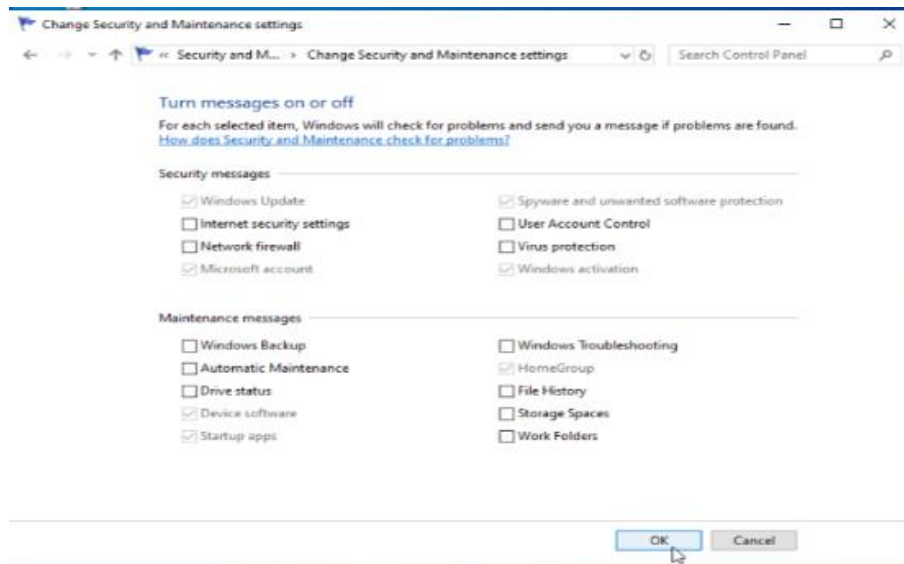 Change Security and Maintenance settings
« Security and M... › Change Security and Maintenance settings
Search Control Panel
Turn messages on or off
For each selected item, Windows will check for problems and send you a message if problems are found.
How does Security and Maintenance check for problems?
Security messages
Windows Update
Spyware and unwanted software protection
Internet security settings
User Account Control
Network firewall
Virus protection
Microsoft account
Windows activation
Maintenance messages
Windows Backup
Windows Troubleshooting
Automatic Maintenance
HomeGroup
Drive status
File History
Device software
Storage Spaces
Startup apps
Work Folders
OK
Cancel